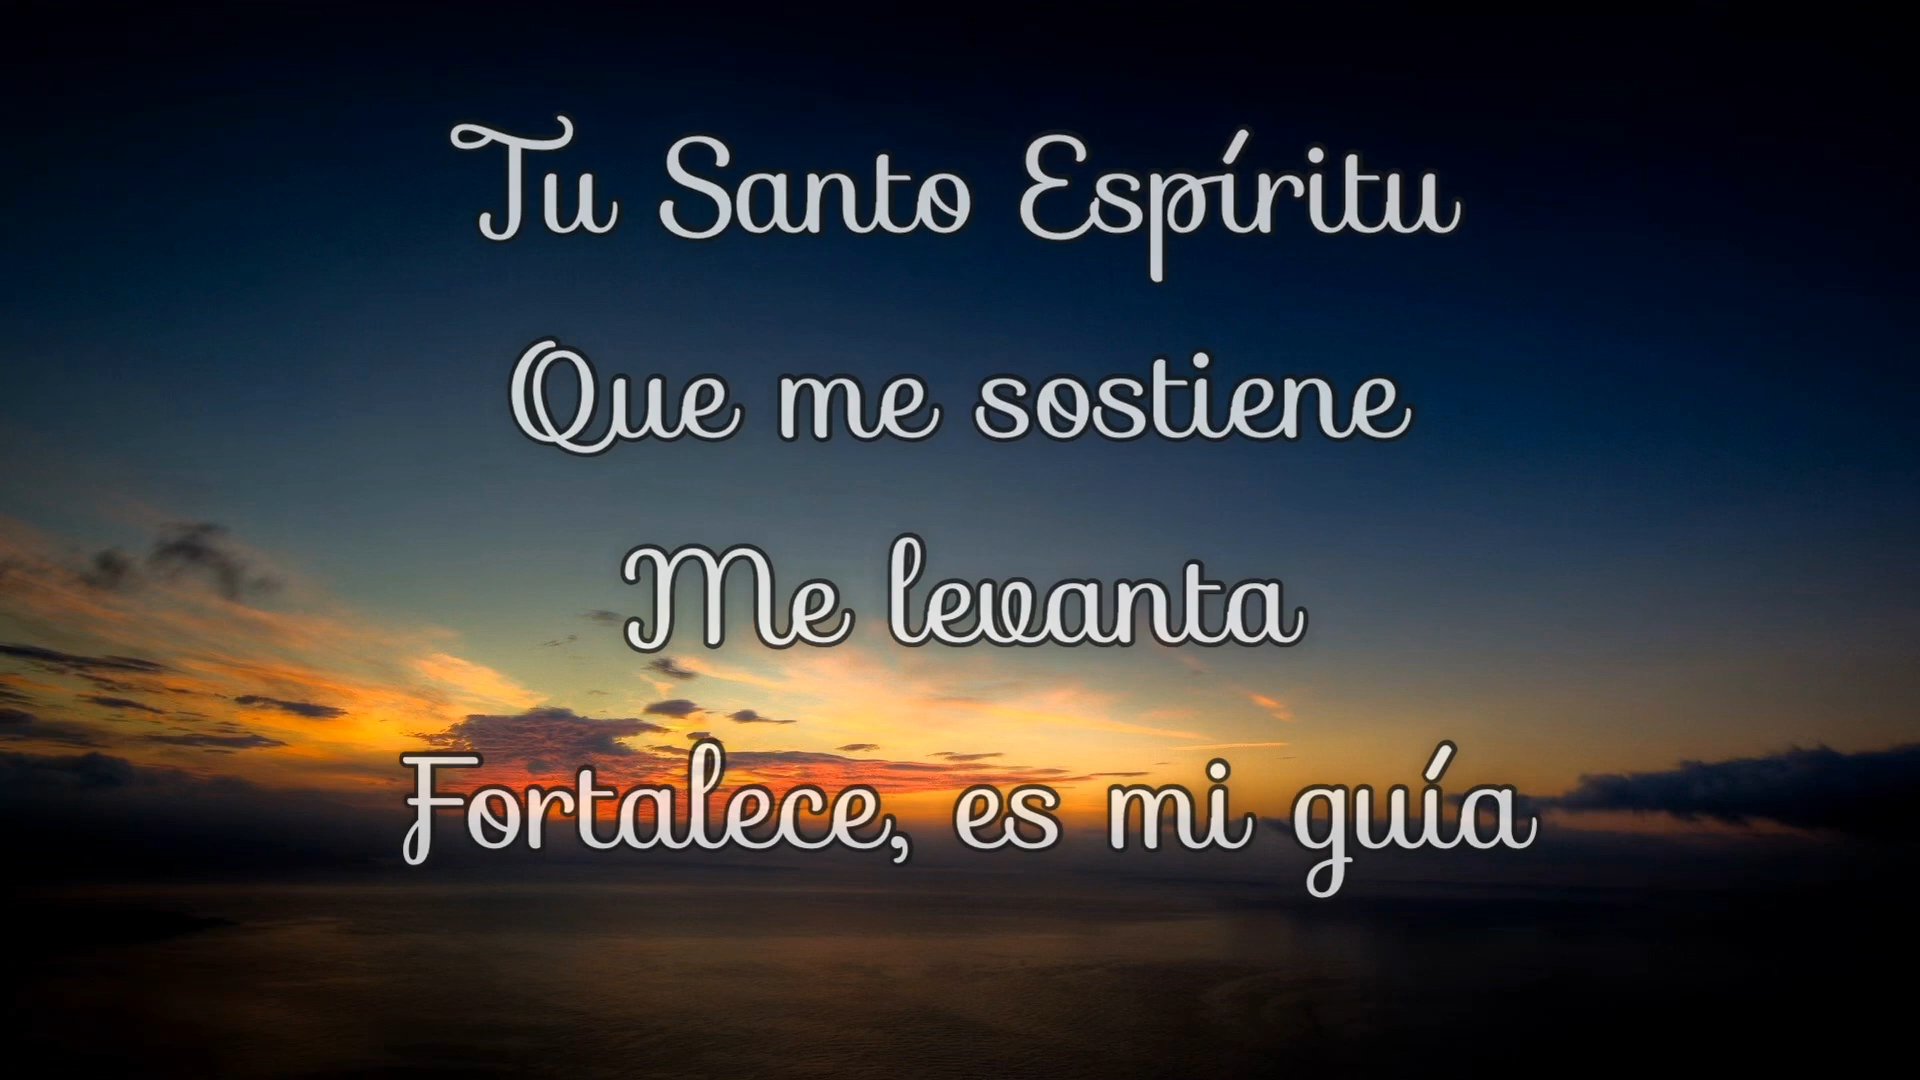 Tu Santo Espíritu
Que me sostiene
Me levanta
Fortalece, es mi guía